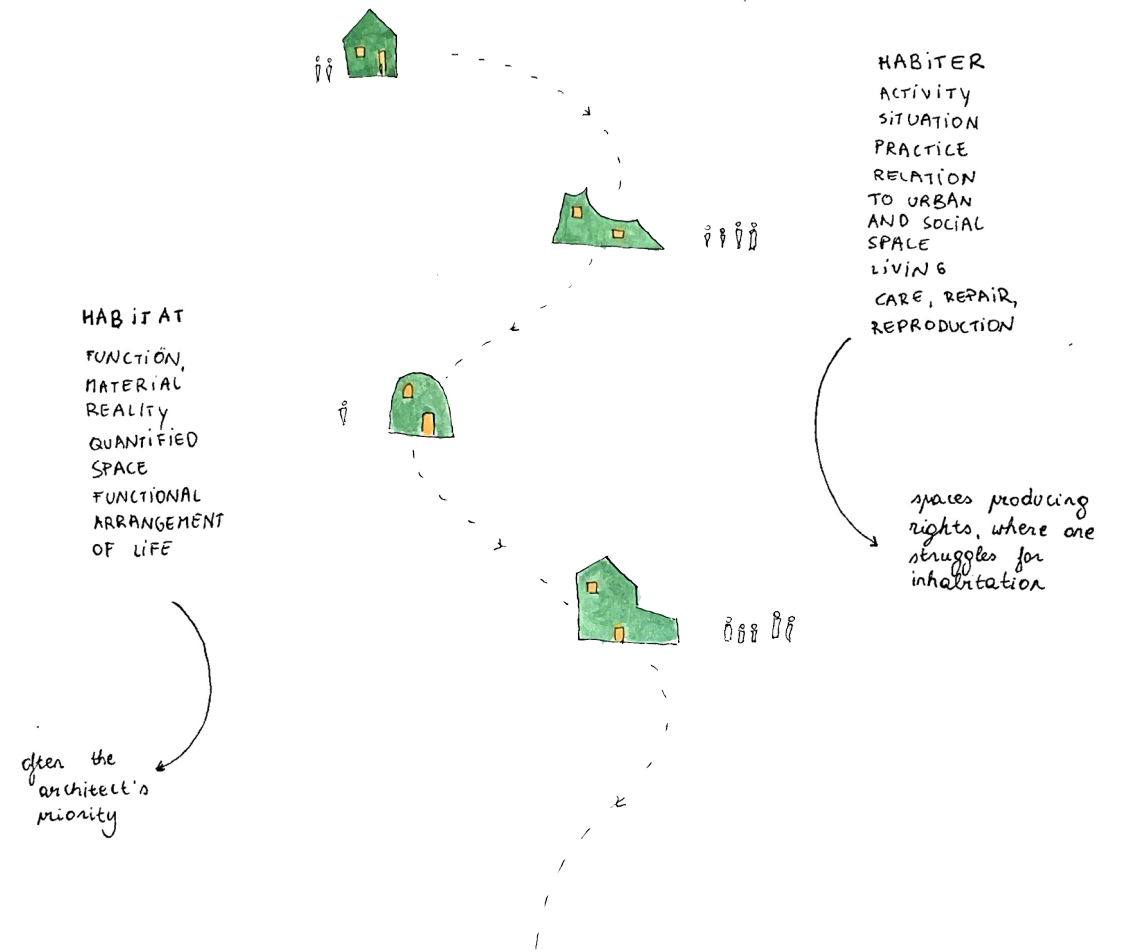 HABITER
ACTIVITY
SITUATION
PRACTICE
RELATION
TO URBAN
AND SOCIAL
SPACE
LIVING
CARE, REPAIR,
REPRODUCTION
spaces producing
rights, where one
struggles for
inhabitation
HABITAT
FUNCTION,
MATERIAL
REALITY
QUANTIFIED
SPACE
FUNCTIONAL
ARRANGEMENT
OF LIFE
often the
architect's
priority